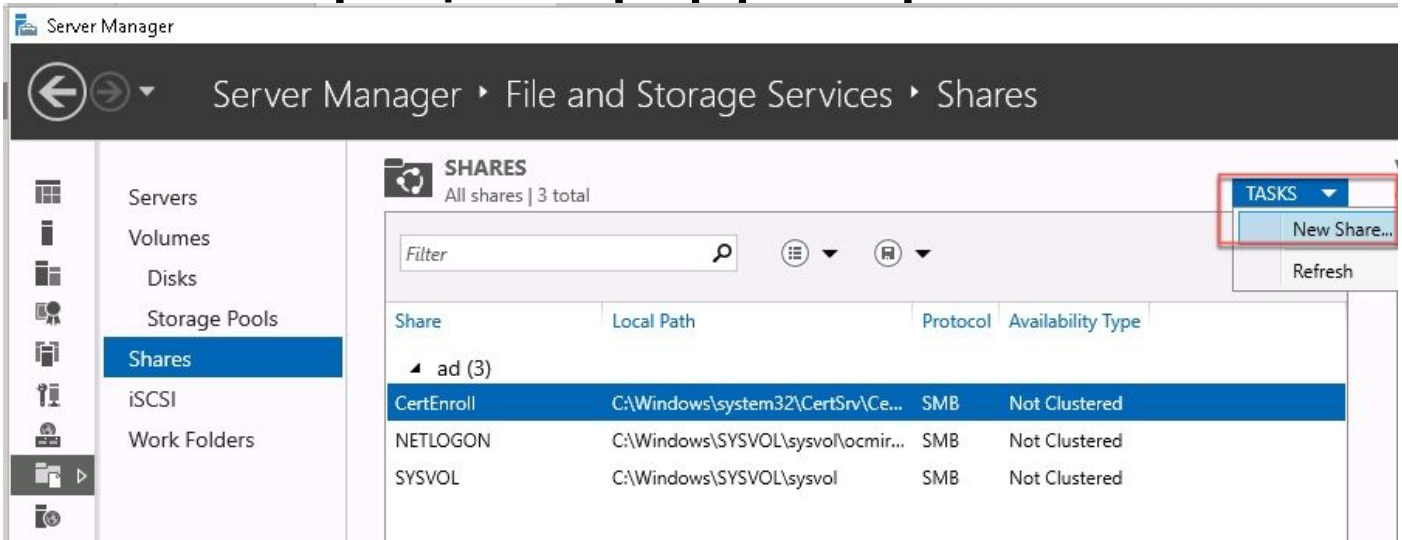 Server Manager
Server Manager ‣ File and Storage Services ‣ Shares
Servers
Volumes
Disks
Storage Pools
Shares
iSCSI
Work Folders
SHARES
All shares | 3 total
TASKS
New Share...
Refresh
Filter
Share Local Path Protocol Availability Type
ad (3)
CertEnroll C:\Windows\system32\CertSrv\Ce... SMB Not Clustered
NETLOGON C:\Windows\SYSVOL\sysvol\ocmir... SMB Not Clustered
SYSVOL C:\Windows\SYSVOL\sysvol SMB Not Clustered